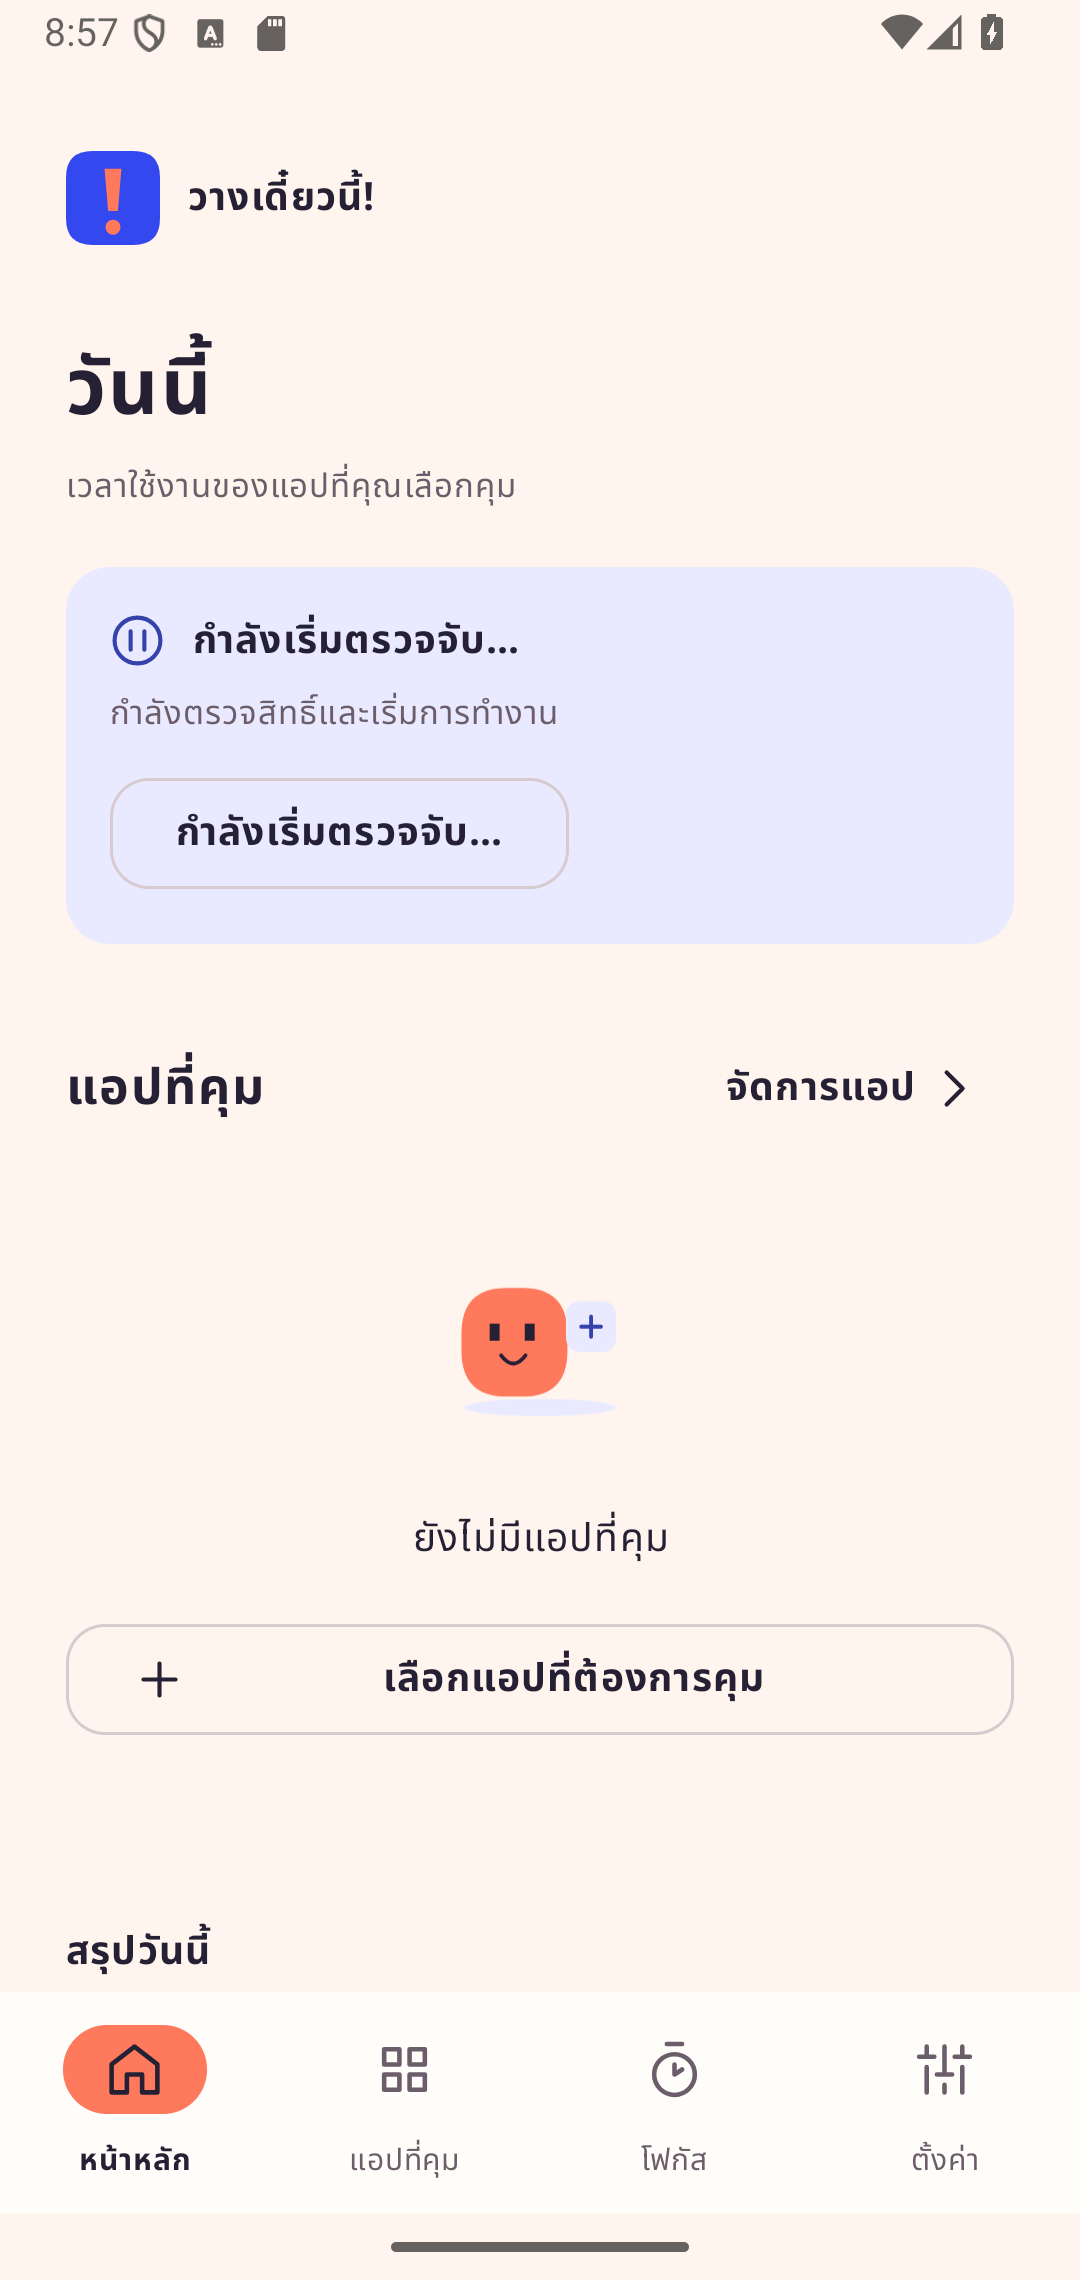 8:57
วางเดี๋ยวนี้!
วันนี้
เวลาใช้งานของแอปที่คุณเลือกคุม
กำลังเริ่มตรวจจับ...
กำลังตรวจสิทธิ์และเริ่มการทำงาน
กำลังเริ่มตรวจจับ...
แอปที่คุม
จัดการแอป
ยังไม่มีแอปที่คุม
เลือกแอปที่ต้องการคุม
สรุปวันนี้
หน้าหลัก
แอปที่คุม
โฟกัส
ตั้งค่า